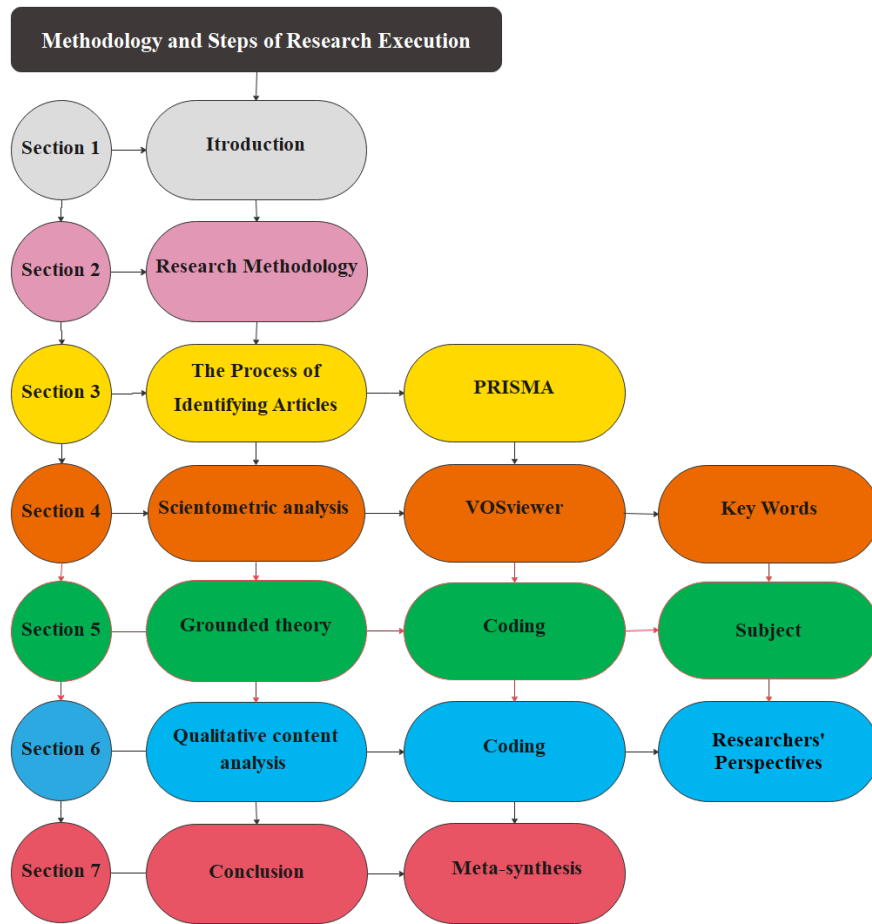 Methodology and Steps of Research Execution
Section 1
Itroduction
Section 2
Research Methodology
Section 3
The Process of
Identifying Articles
PRISMA
Section 4
Scientometric analysis
VOSviewer
Key Words
Section 5
Grounded theory
Coding
Subject
Section 6
Qualitative content
analysis
Coding
Researchers'
Perspectives
Section 7
Conclusion
Meta-synthesis